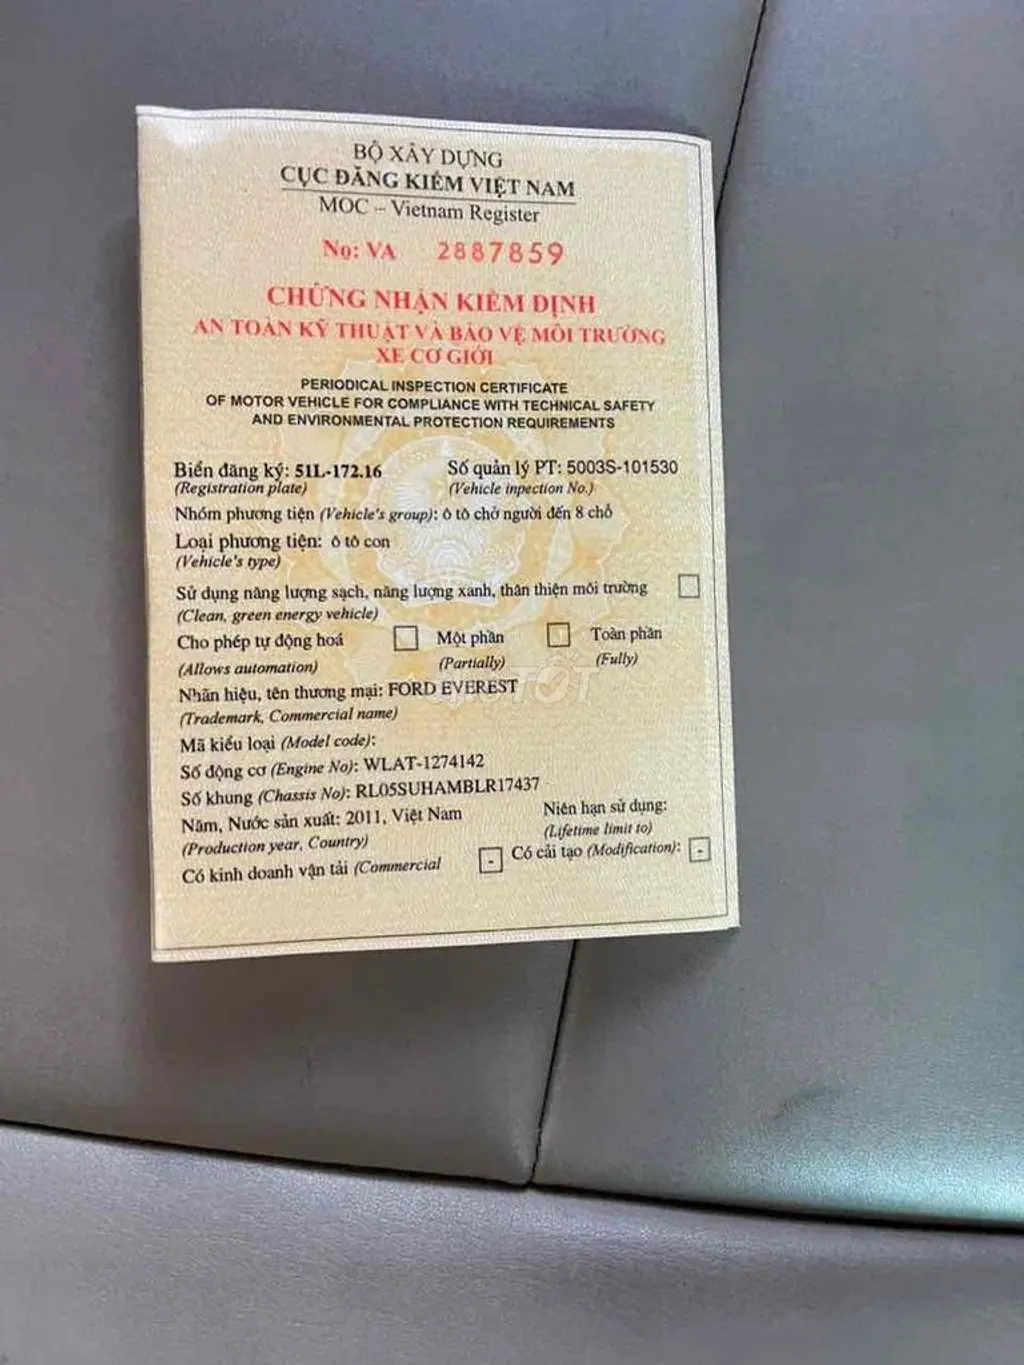 BỘ XÂY DỰNG
CỤC ĐĂNG KIỂM VIỆT NAM
MOC – Vietnam Register
No: VA 2887859
CHỨNG NHẬN KIỂM ĐỊNH
AN TOÀN KỸ THUẬT VÀ BẢO VỆ MÔI TRƯỜNG
XE CƠ GIỚI
PERIODICAL INSPECTION CERTIFICATE
OF MOTOR VEHICLE FOR COMPLIANCE WITH TECHNICAL SAFETY
AND ENVIRONMENTAL PROTECTION REQUIREMENTS
Biển đăng ký: 51L-172.16 Số quản lý PT: 5003S-101530
(Registration plate) (Vehicle inpection No.)
Nhóm phương tiện (Vehicle's group): ô tô chở người đến 8 chỗ
Loại phương tiện: ô tô con
(Vehicle's type)
Sử dụng năng lượng sạch, năng lượng xanh, thân thiện môi trường
(Clean, green energy vehicle)
Cho phép tự động hoá Một phần Toàn phần
(Allows automation) (Partially) (Fully)
Nhãn hiệu, tên thương mại: FORD EVEREST
(Trademark, Commercial name)
TỐT
Mã kiểu loại (Model code):
Số động cơ (Engine No): WLAT-1274142
Số khung (Chassis No): RL05SUHAMBLR17437
Năm, Nước sản xuất: 2011, Việt Nam Niên hạn sử dụng:
(Production year, Country) (Lifetime limit to)
Có kinh doanh vận tải (Commercial - Có cải tạo (Modification): -